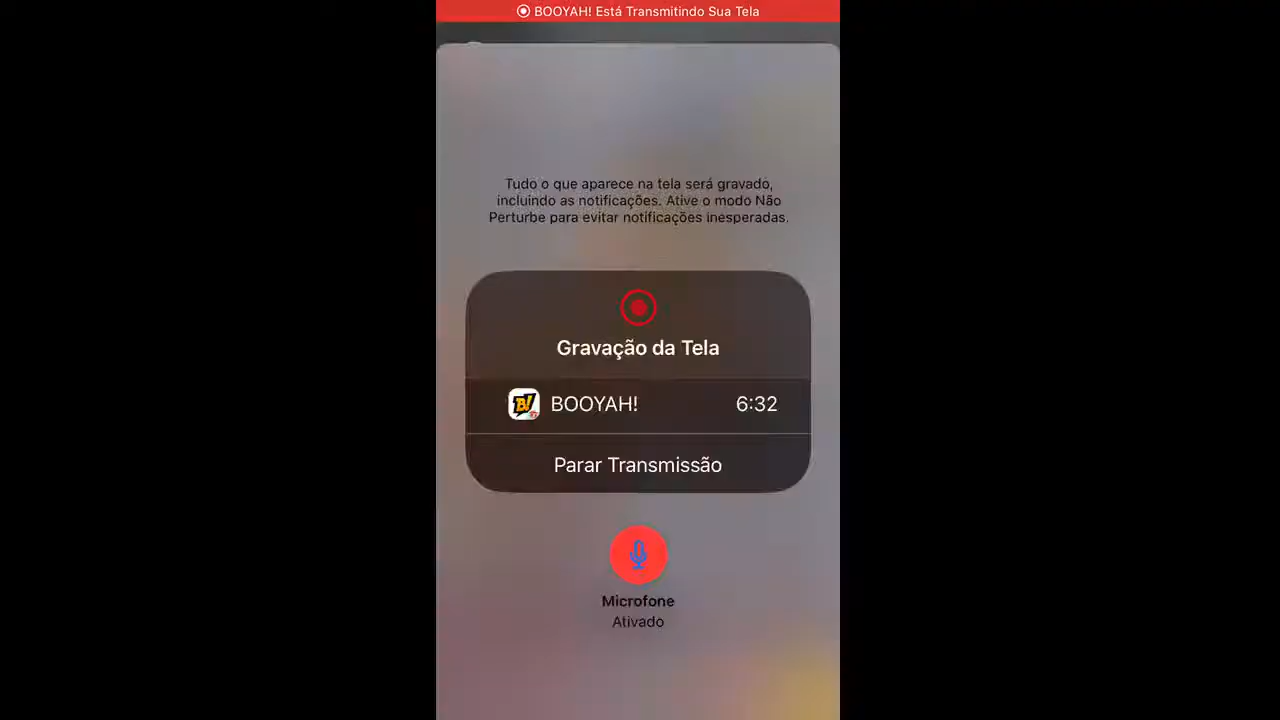 BOOYAH! Está Transmitindo Sua Tela
Tudo o que aparece na tela será gravado,
incluindo as notificações. Ative o modo Não
Perturbe para evitar notificações inesperadas.
Gravação da Tela
B!
BOOYAH! 6:32
Parar Transmissão
Microfone
Ativado